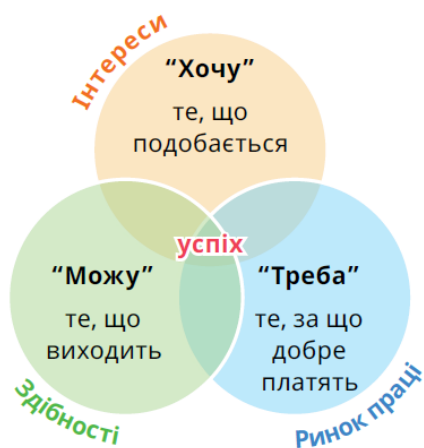 Інтереси
“Хочу”
те, що
подобається
успіх
“Можу”
те, що
виходить
“Треба”
те, за що
добре
платять
Здібності
Ринок праці